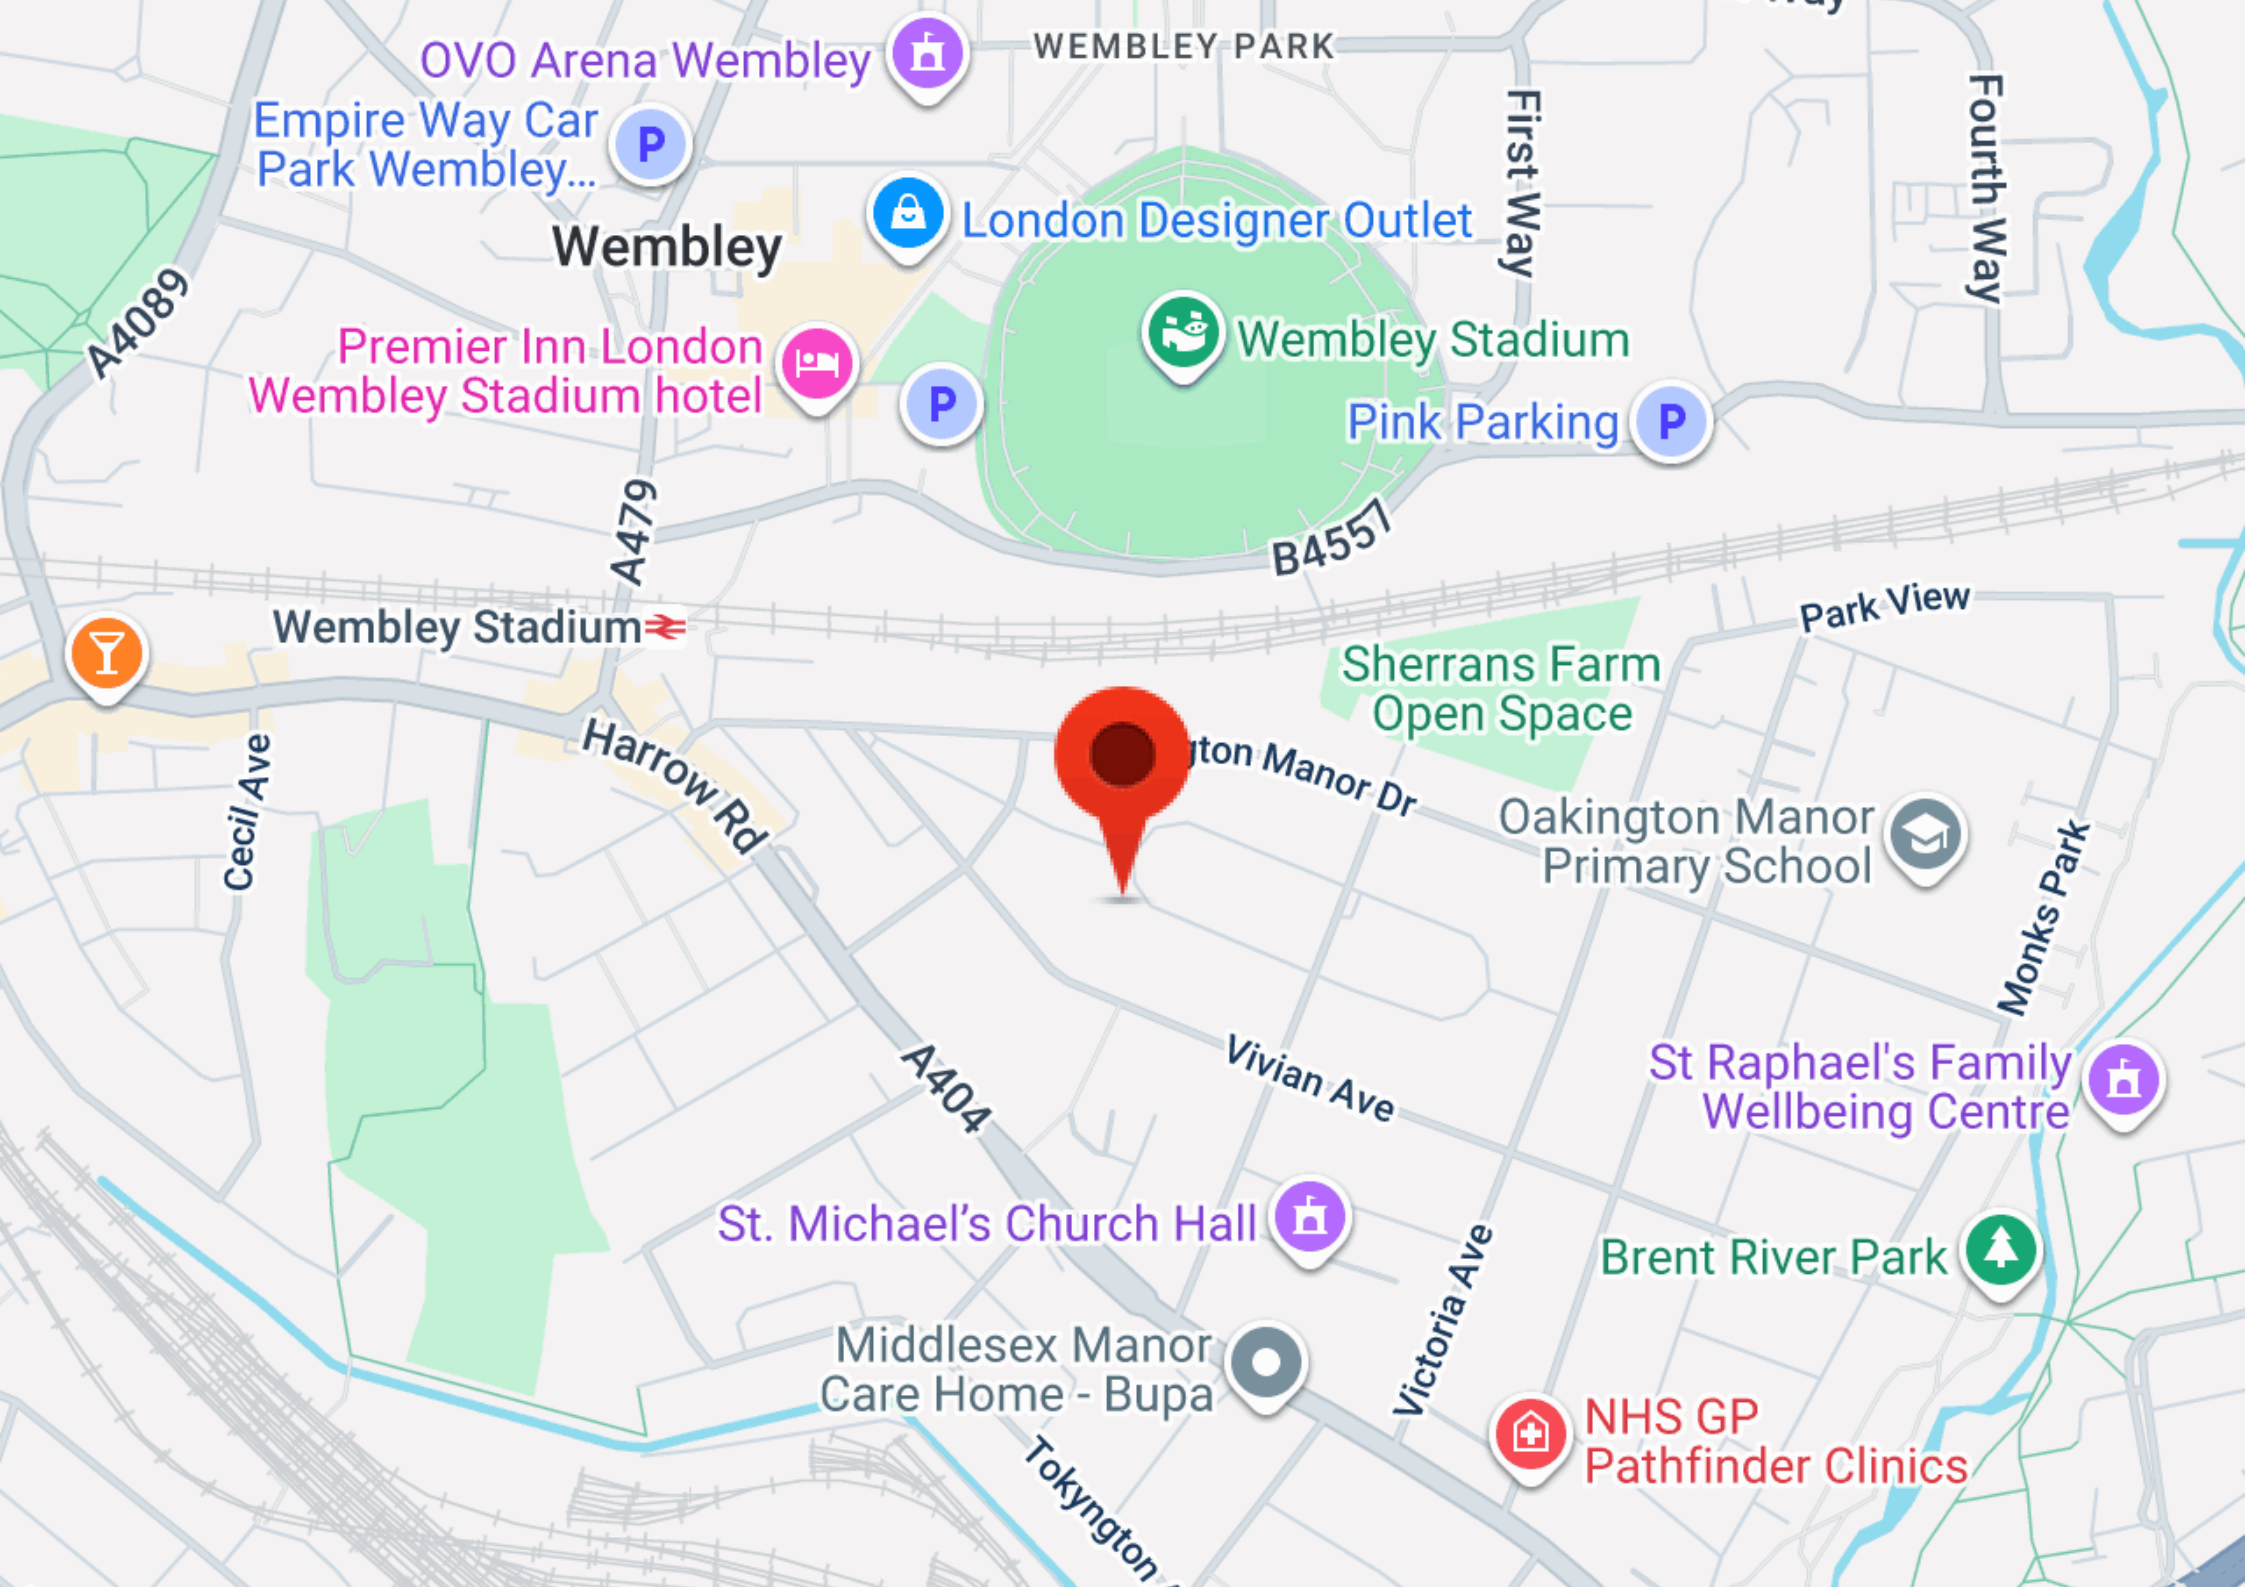 way
OVO Arena Wembley
WEMBLEY PARK
Empire Way Car
Park Wembley...
P
First Way
Fourth Way
London Designer Outlet
Wembley
A4089
Premier Inn London
Wembley Stadium hotel
P
Wembley Stadium
Pink Parking
P
A479
B4557
Wembley Stadium
Park View
Sherrans Farm
Open Space
Harrow Rd
Cecil Ave
gton Manor Dr
Oakington Manor
Primary School
Monks Park
A404
Vivian Ave
St Raphael's Family
Wellbeing Centre
St. Michael’s Church Hall
Victoria Ave
Brent River Park
Middlesex Manor
Care Home - Bupa
NHS GP
Pathfinder Clinics
Tokyngton